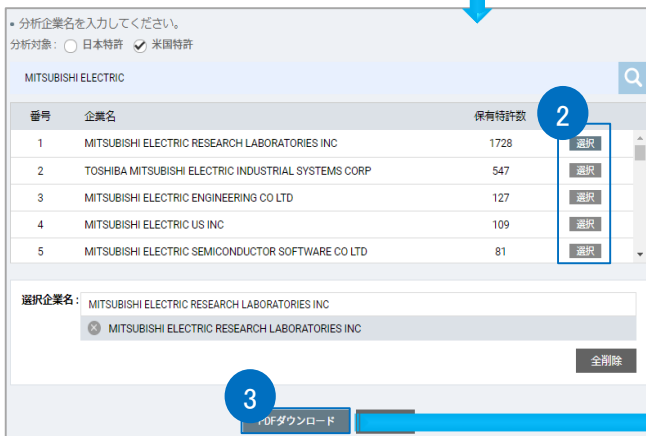 • 分析企業名を入力してください。
分析対象: 日本特許 米国特許
MITSUBISHI ELECTRIC
番号 企業名 保有特許数 2
1 MITSUBISHI ELECTRIC RESEARCH LABORATORIES INC 1728 選択
2 TOSHIBA MITSUBISHI ELECTRIC INDUSTRIAL SYSTEMS CORP 547 選択
3 MITSUBISHI ELECTRIC ENGINEERING CO LTD 127 選択
4 MITSUBISHI ELECTRIC US INC 109 選択
5 MITSUBISHI ELECTRIC SEMICONDUCTOR SOFTWARE CO LTD 81 選択
選択企業名: MITSUBISHI ELECTRIC RESEARCH LABORATORIES INC
MITSUBISHI ELECTRIC RESEARCH LABORATORIES INC
全削除
3
PDFダウンロード